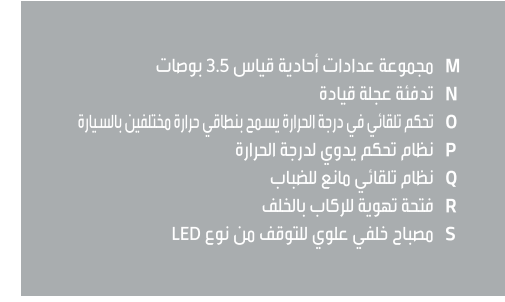 M مجموعة عدادات أحادية قياس 3.5 بوصات
N تدفئة عجلة قيادة
O تحكم تلقائي في درجة الحرارة يسمح بنطاقي حرارة مختلفين بالسيارة
P نظام تحكم يدوي لدرجة الحرارة
Q نظام تلقائي مانع للضباب
R فتحة تهوية للركاب بالخلف
S مصباح خلفي علوي للتوقف من نوع LED